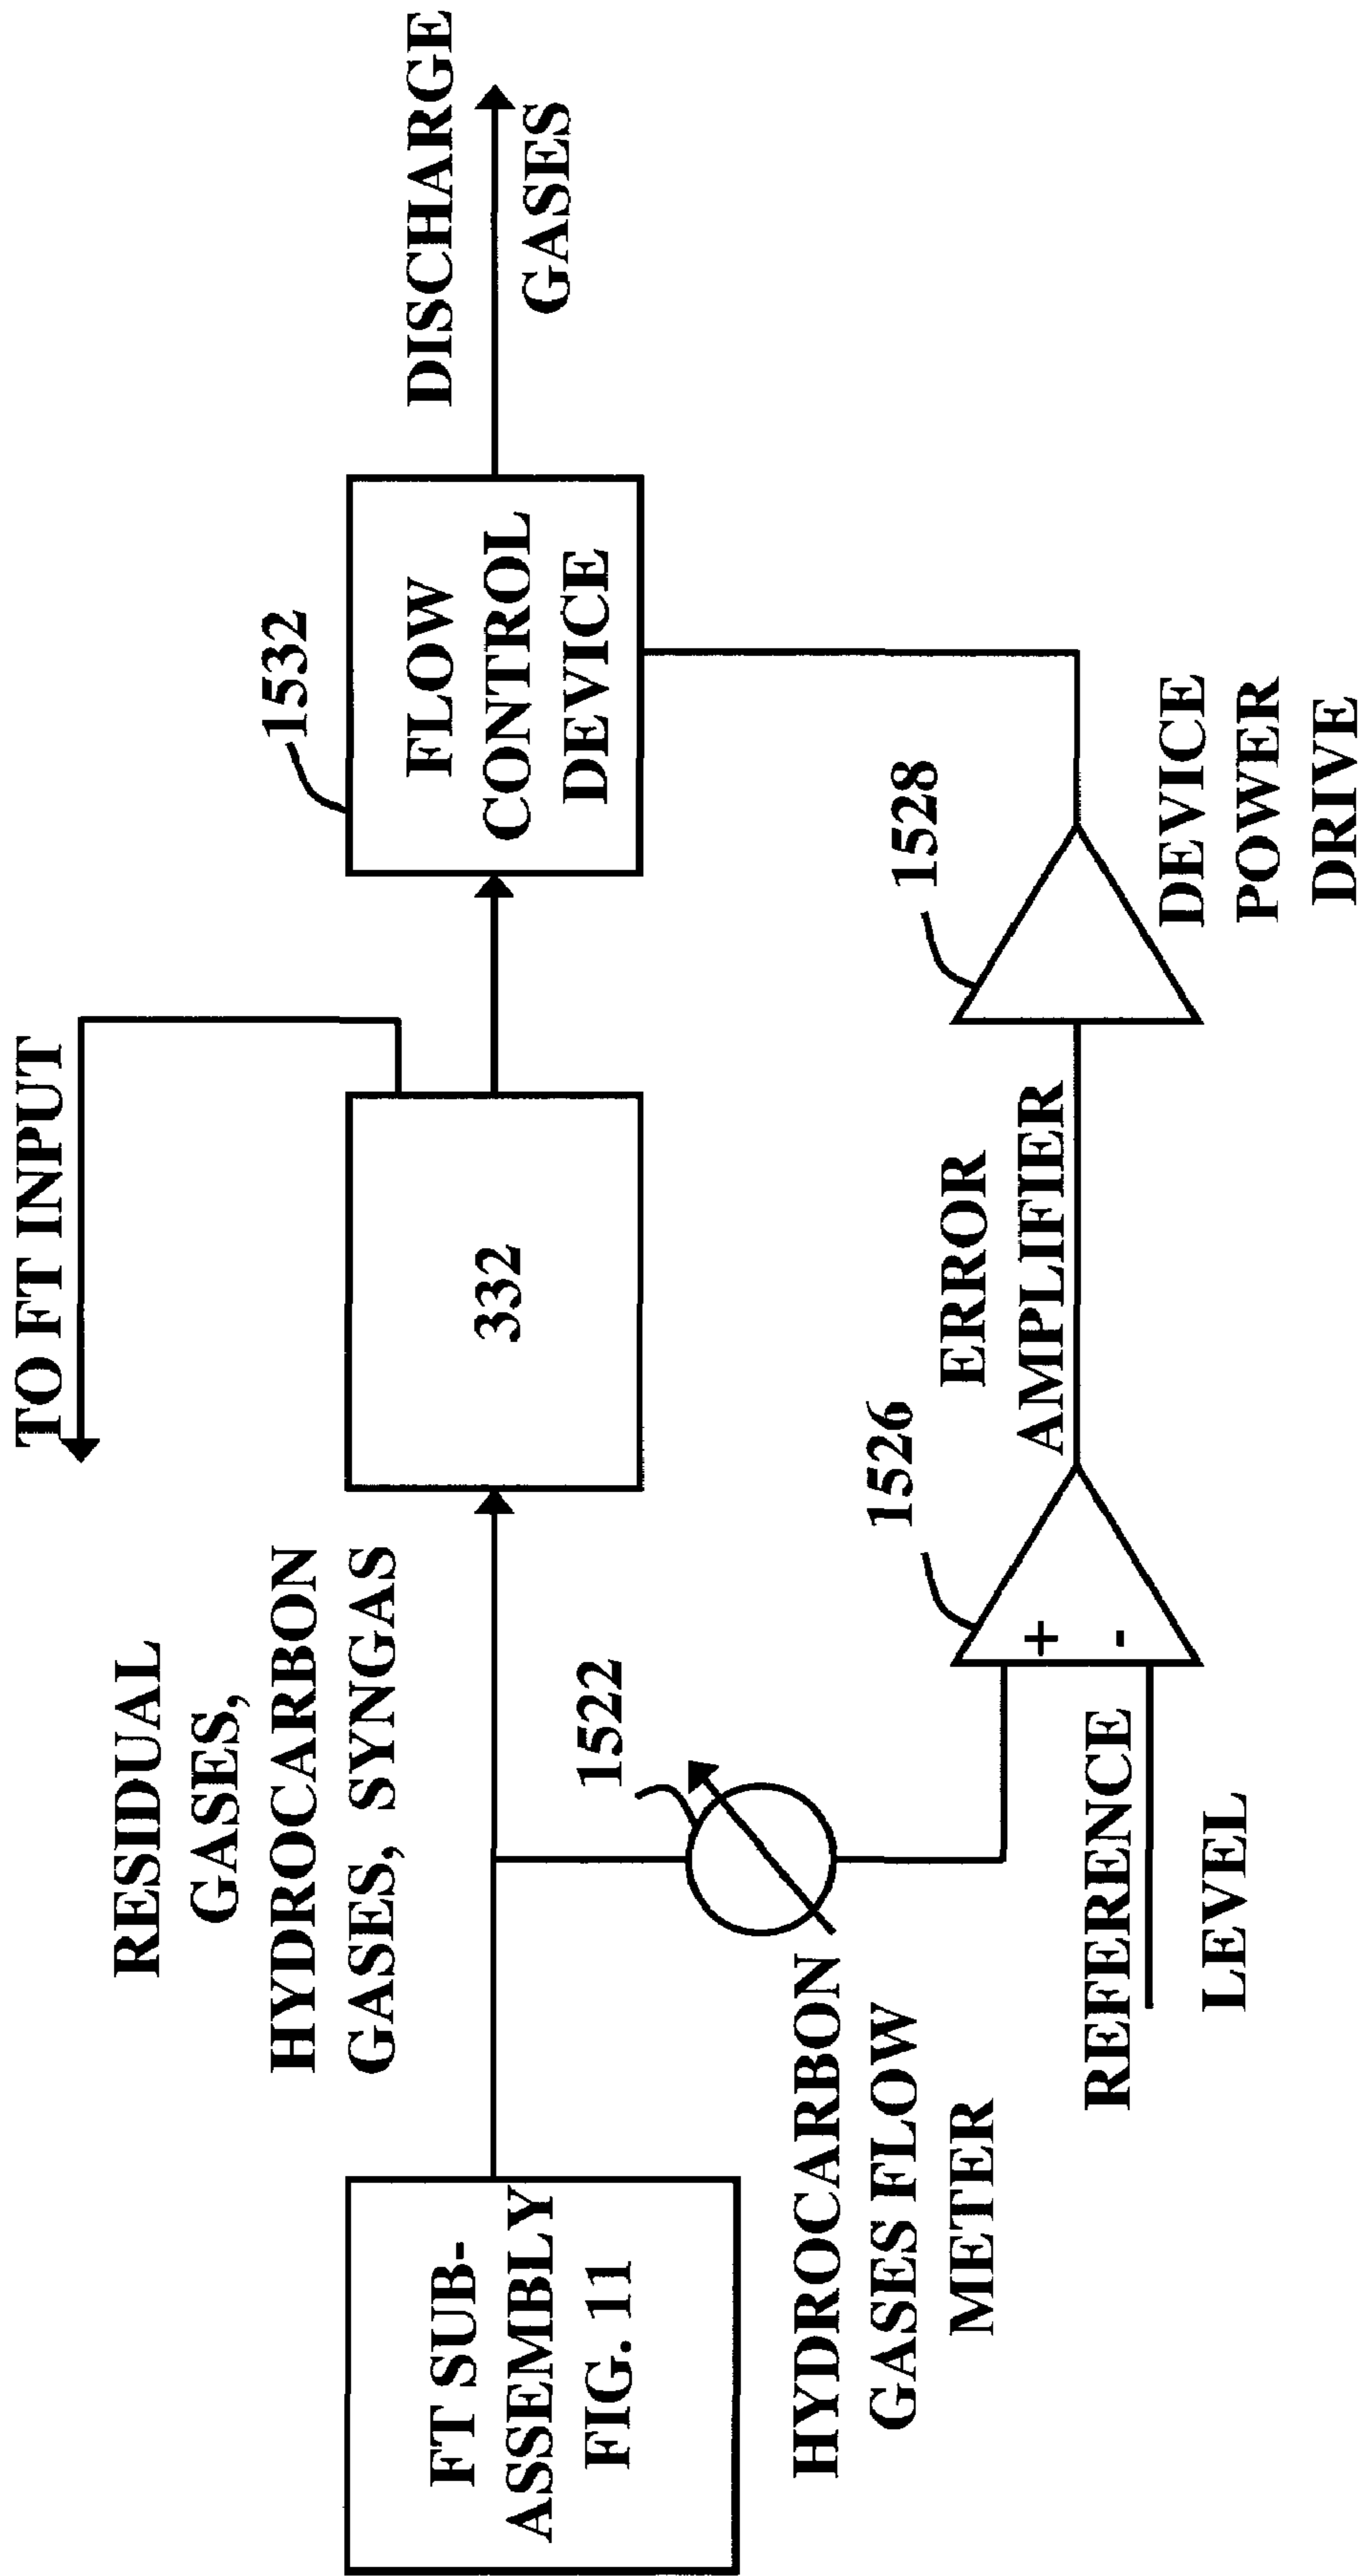 TO FT INPUT
RESIDUAL
GASES,
HYDROCARBON
GASES, SYNGAS
1532
DISCHARGE
GASES
FT SUB-
ASSEMBLY
FIG. 11
332
FLOW
CONTROL
DEVICE
1522
HYDROCARBON
GASES FLOW
METER
1526
ERROR
AMPLIFIER
1528
+
-
REFERENCE
LEVEL
DEVICE
POWER
DRIVE